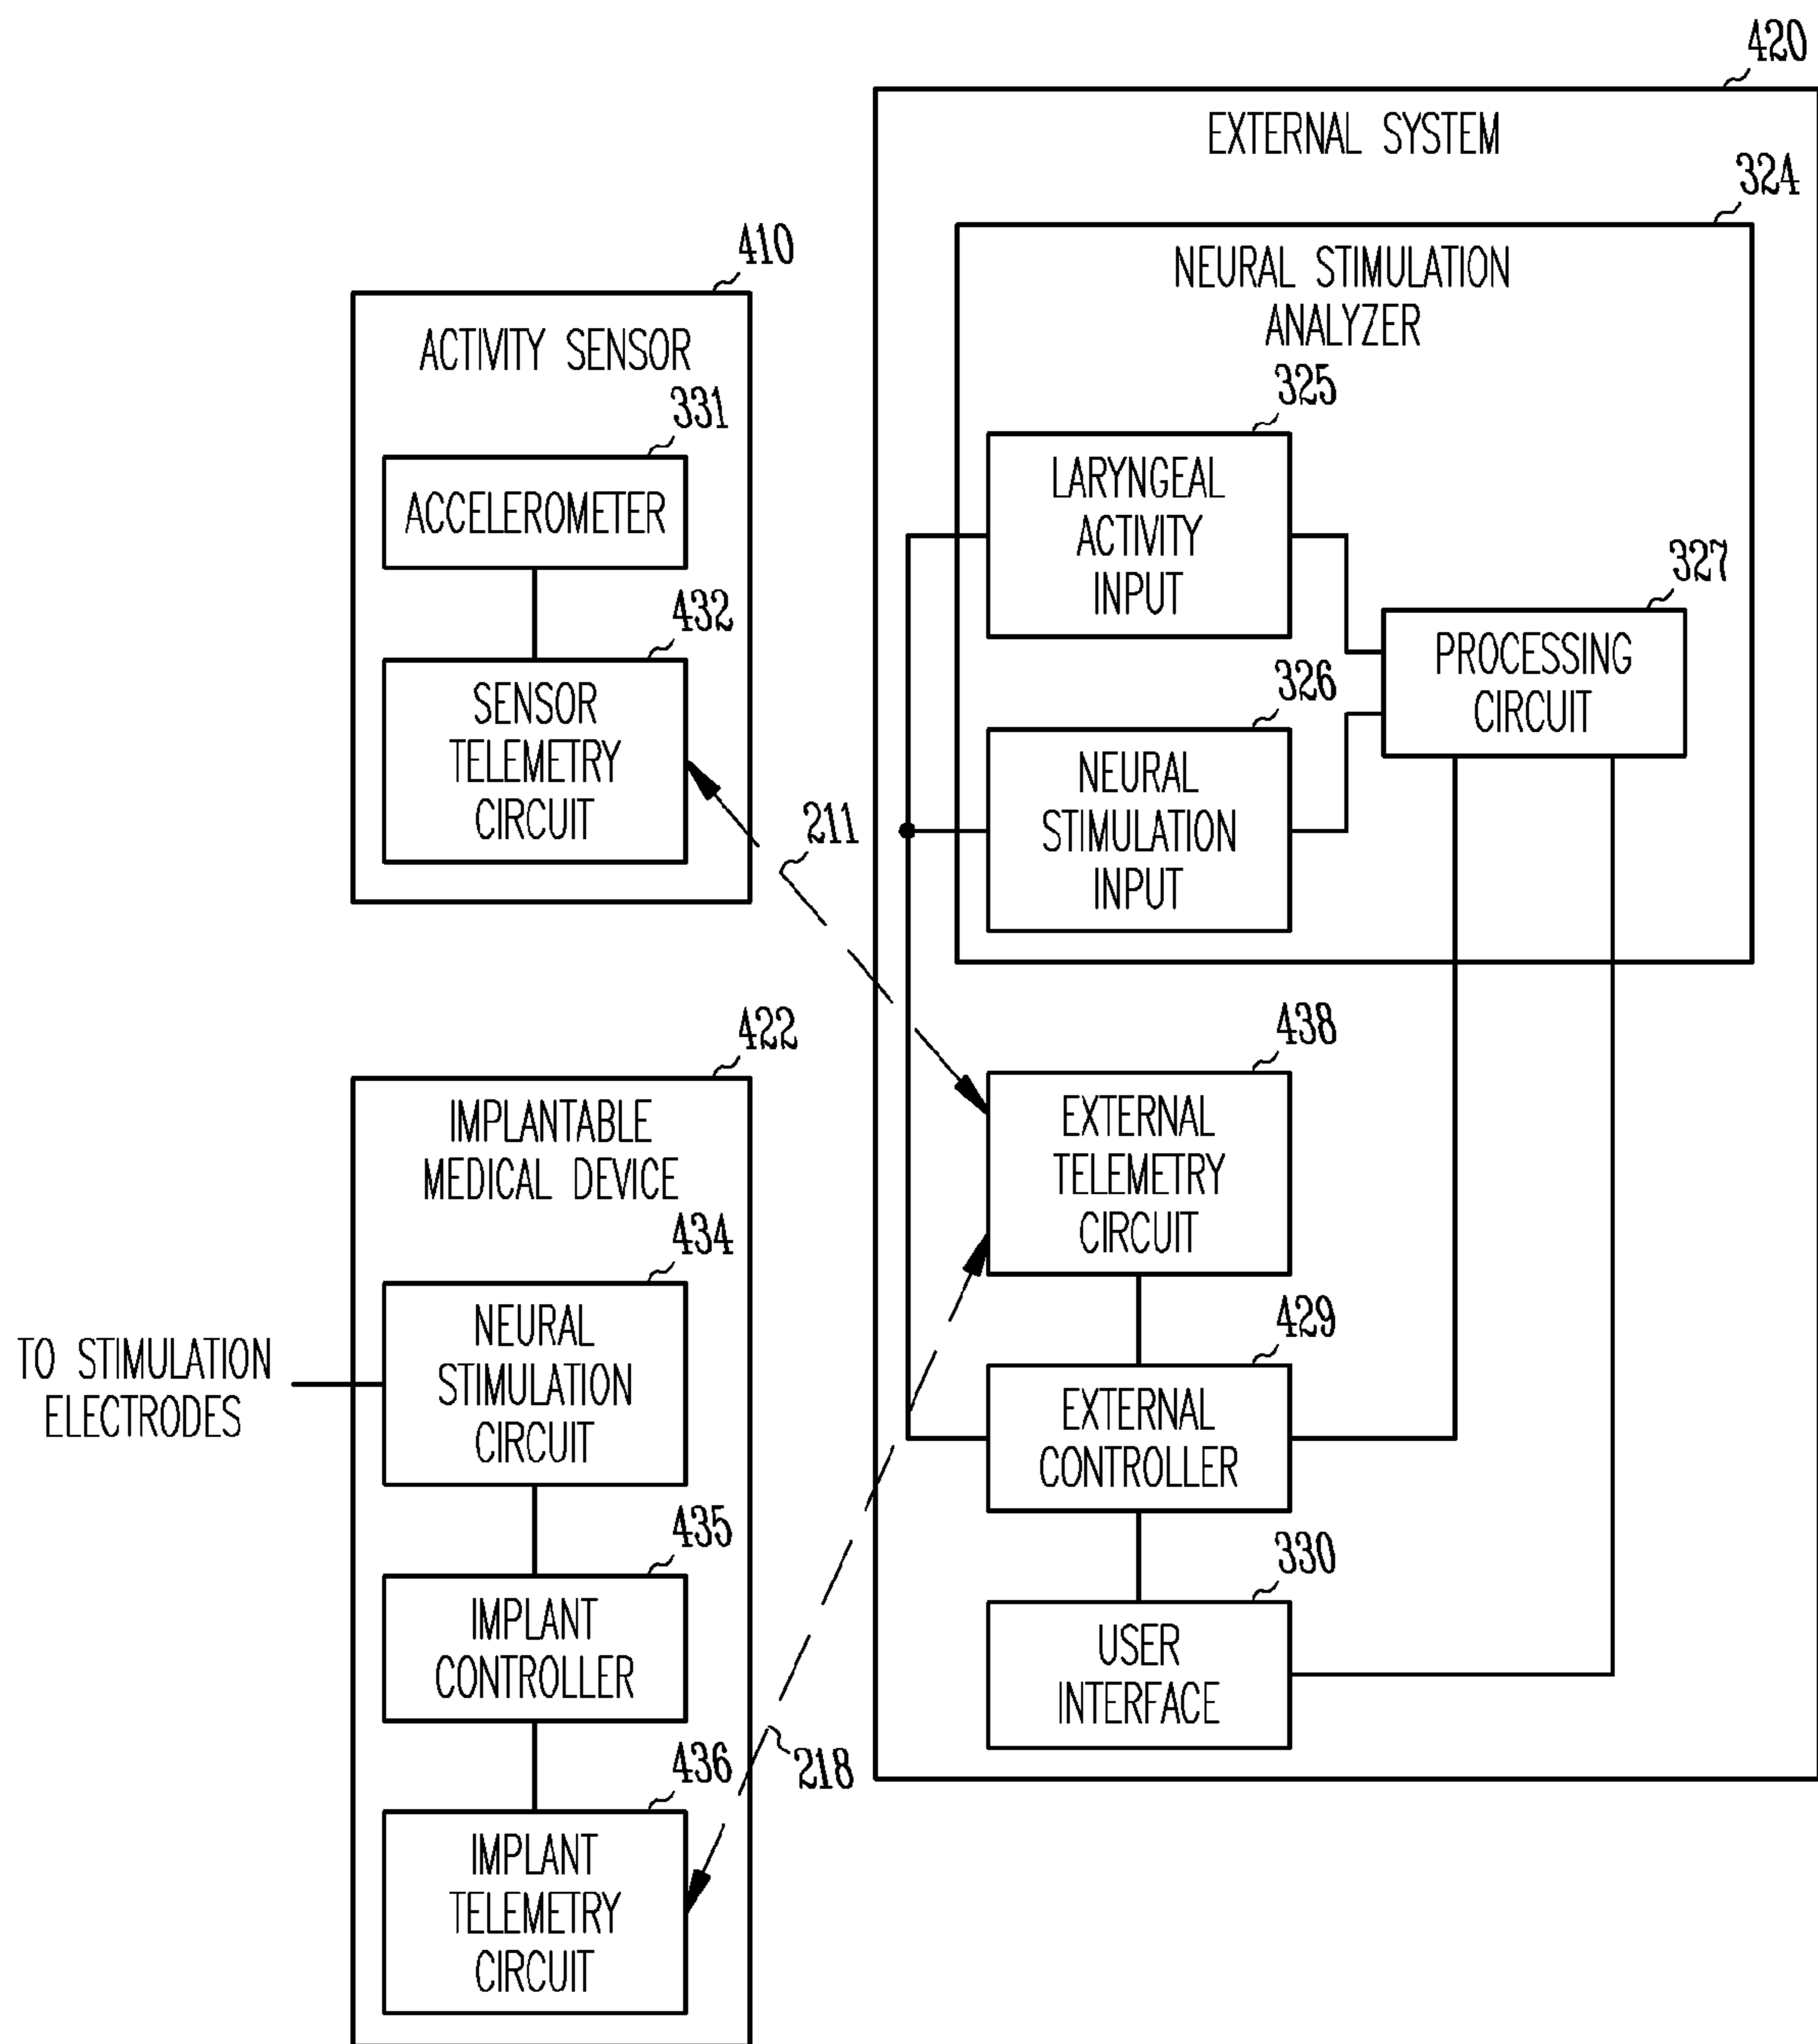 420
EXTERNAL SYSTEM
324
NEURAL STIMULATION
ANALYZER
325
LARYNGEAL
ACTIVITY
INPUT
327
PROCESSING
CIRCUIT
326
NEURAL
STIMULATION
INPUT
410
ACTIVITY SENSOR
331
ACCELEROMETER
432
SENSOR
TELEMETRY
CIRCUIT
211
438
EXTERNAL
TELEMETRY
CIRCUIT
429
EXTERNAL
CONTROLLER
330
USER
INTERFACE
422
IMPLANTABLE
MEDICAL DEVICE
434
NEURAL
STIMULATION
CIRCUIT
TO STIMULATION
ELECTRODES
435
IMPLANT
CONTROLLER
436
IMPLANT
TELEMETRY
CIRCUIT
218